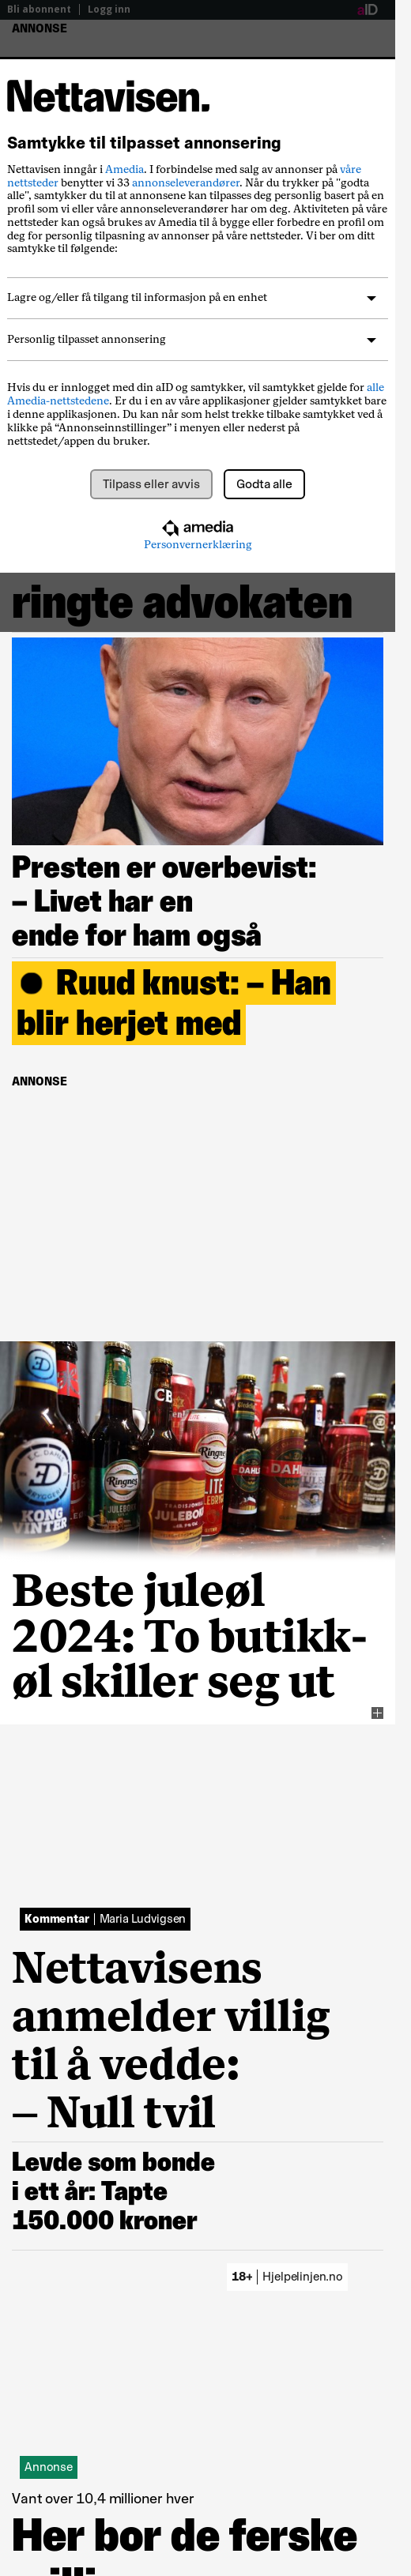 Bli abonnent | Logg inn
aID
ANNONSE
Nettavisen.
Samtykke til tilpasset annonsering
Nettavisen inngår i Amedia. I forbindelse med salg av annonser på våre
nettsteder benytter vi 33 annonseleverandører. Når du trykker på "godta
alle", samtykker du til at annonsene kan tilpasses deg personlig basert på en
profil som vi eller våre annonseleverandører har om deg. Aktiviteten på våre
nettsteder kan også brukes av Amedia til å bygge eller forbedre en profil om
deg for personlig tilpasning av annonser på våre nettsteder. Vi ber om ditt
samtykke til følgende:
Lagre og/eller få tilgang til informasjon på en enhet
Personlig tilpasset annonsering
Hvis du er innlogget med din aID og samtykker, vil samtykket gjelde for alle
Amedia-nettstedene. Er du i en av våre applikasjoner gjelder samtykket bare
i denne applikasjonen. Du kan når som helst trekke tilbake samtykket ved å
klikke på “Annonseinnstillinger” i menyen eller nederst på
nettstedet/appen du bruker.
Tilpass eller avvis
Godta alle
amedia
Personvernerklæring
ringte advokaten
Presten er overbevist:
– Livet har en
ende for ham også
Ruud knust: – Han
blir herjet med
ANNONSE
KONG
VINTER
Ringnes
JULEBORD
DAHLS
Beste juleøl
2024: To butikk-
øl skiller seg ut
Kommentar | Maria Ludvigsen
Nettavisens
anmelder villig
til å vedde:
– Null tvil
Levde som bonde
i ett år: Tapte
150.000 kroner
18+ | Hjelpelinjen.no
Annonse
Vant over 10,4 millioner hver
Her bor de ferske